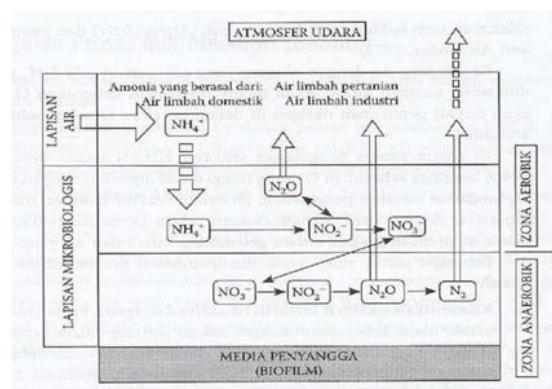 ATMOSFER UDARA
LAPISAN AIR
Amonia yang berasal dari:
Air limbah domestik
Air limbah pertanian
Air limbah industri
NH₄⁺
N₂O
NH₄⁺
NO₂⁻
NO₃⁻
ZONA AEROBIK
LAPISAN MIKROBIOLOGIS
NO₃⁻
NO₂⁻
N₂O
N₂
ZONA ANAEROBIK
MEDIA PENYANGGA
(BIOFILM)